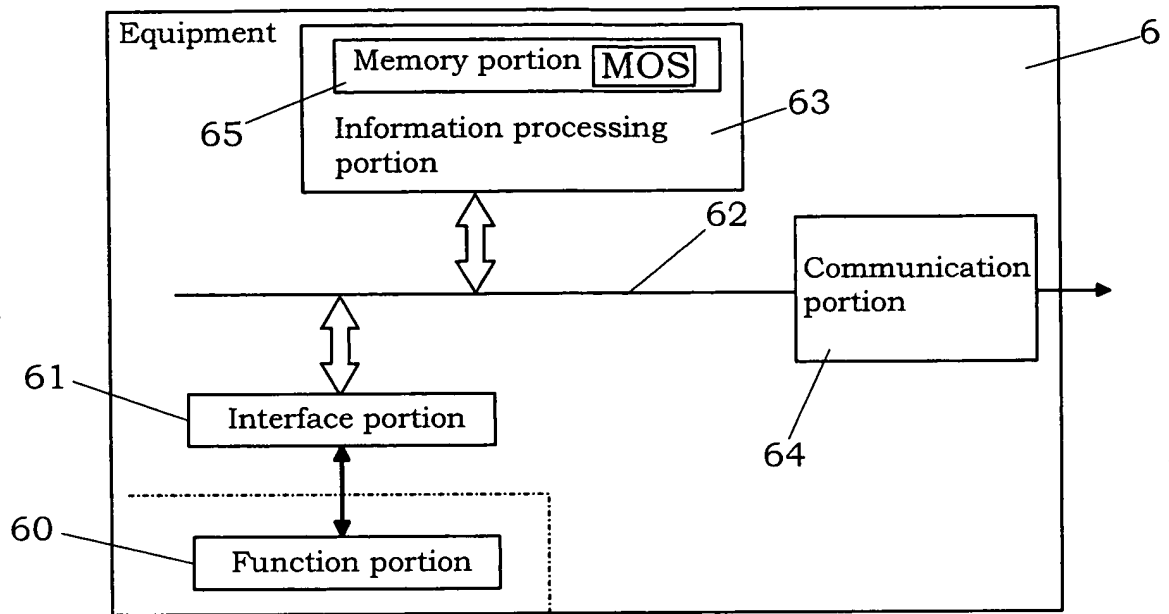 Equipment
6
Memory portion MOS
65
63
Information processing
portion
62
Communication
portion
61
Interface portion
64
60
Function portion